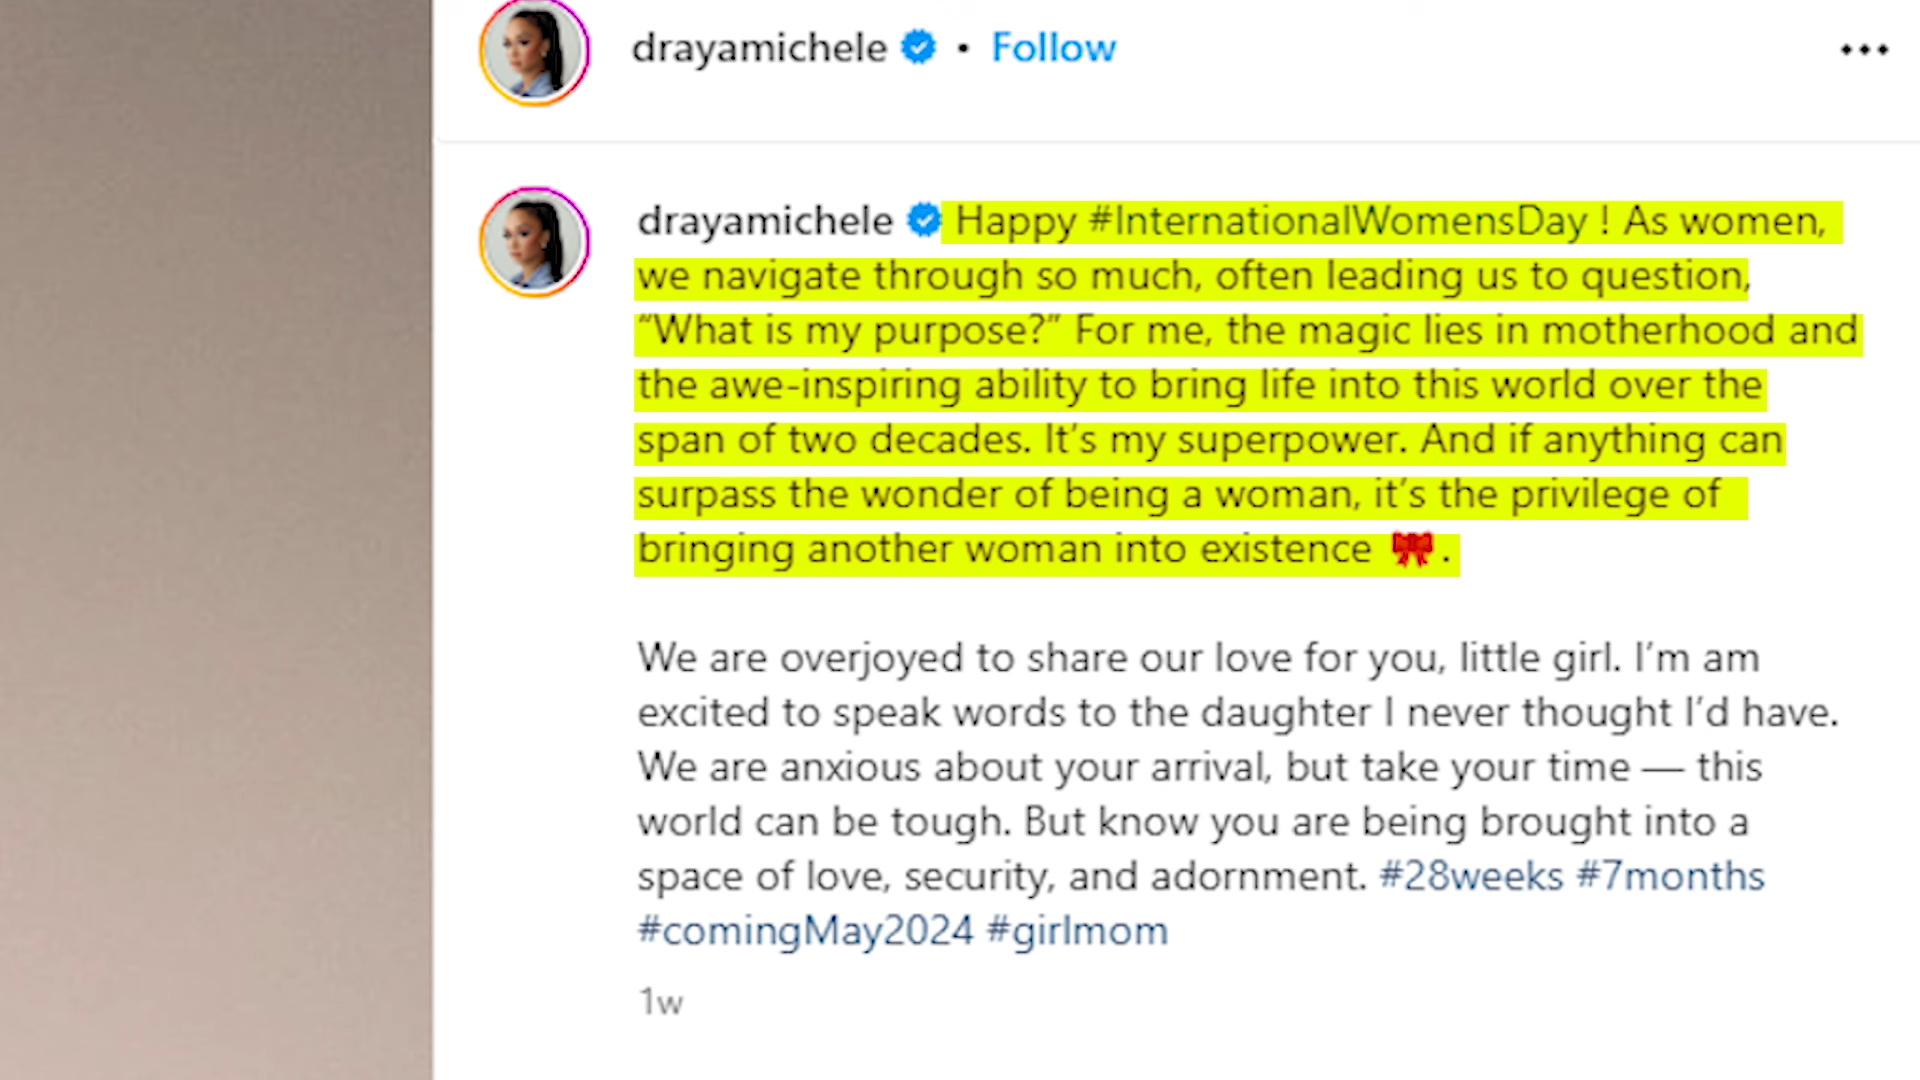 drayamichele • Follow
drayamichele Happy #InternationalWomensDay ! As women,
we navigate through so much, often leading us to question,
“What is my purpose?” For me, the magic lies in motherhood and
the awe-inspiring ability to bring life into this world over the
span of two decades. It’s my superpower. And if anything can
surpass the wonder of being a woman, it’s the privilege of
bringing another woman into existence 🎀.
We are overjoyed to share our love for you, little girl. I’m am
excited to speak words to the daughter I never thought I’d have.
We are anxious about your arrival, but take your time — this
world can be tough. But know you are being brought into a
space of love, security, and adornment. #28weeks #7months
#comingMay2024 #girlmom
1w